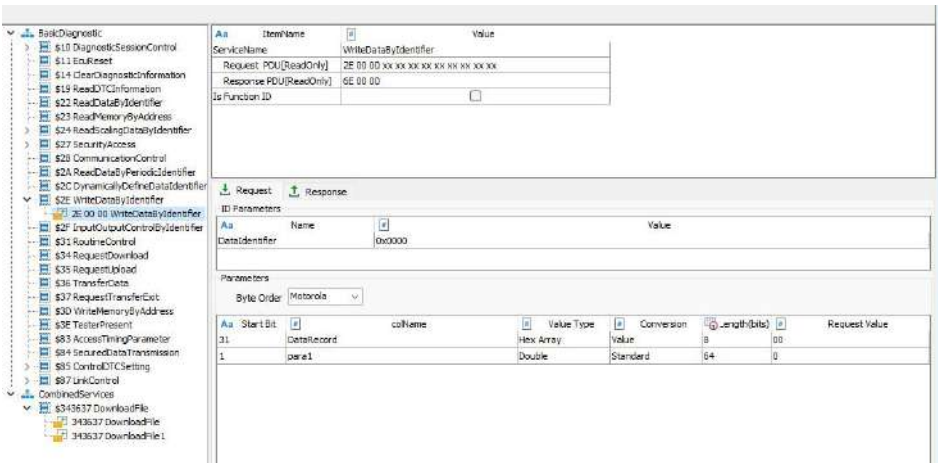 BasicDiagnostic
$10 DiagnosticSessionControl
$11 EcuReset
$14 ClearDiagnosticInformation
$19 ReadDTCInformation
$22 ReadDataByIdentifier
$23 ReadMemoryByAddress
$24 ReadScalingDataByIdentifier
$27 SecurityAccess
$28 CommunicationControl
$2A ReadDataByPeriodicIdentifier
$2C DynamicallyDefineDataIdentifier
$2E WriteDataByIdentifier
2E 00 00 WriteDataByIdentifier
$2F InputOutputControlByIdentifier
$31 RoutineControl
$34 RequestDownload
$35 RequestUpload
$36 TransferData
$37 RequestTransferExit
$3D WriteMemoryByAddress
$3E TesterPresent
$83 AccessTimingParameter
$84 SecuredDataTransmission
$85 ControlDTCSetting
$87 LinkControl
CombinedServices
$343637 DownloadFile
343637 DownloadFile
343637 DownloadFile1
Aa ItemName # Value
ServiceName WriteDataByIdentifier
Request PDU[ReadOnly] 2E 00 00 xx xx xx xx xx xx xx xx xx
Response PDU[ReadOnly] 6E 00 00
Is Function ID
Request Response
ID Parameters
Aa Name # Value
DataIdentifier 0x0000
Parameters
Byte Order Motorola
Aa Start Bit # colName # Value Type # Conversion Length(bits) # Request Value
31 DataRecord Hex Array Value 8 00
1 para1 Double Standard 64 0